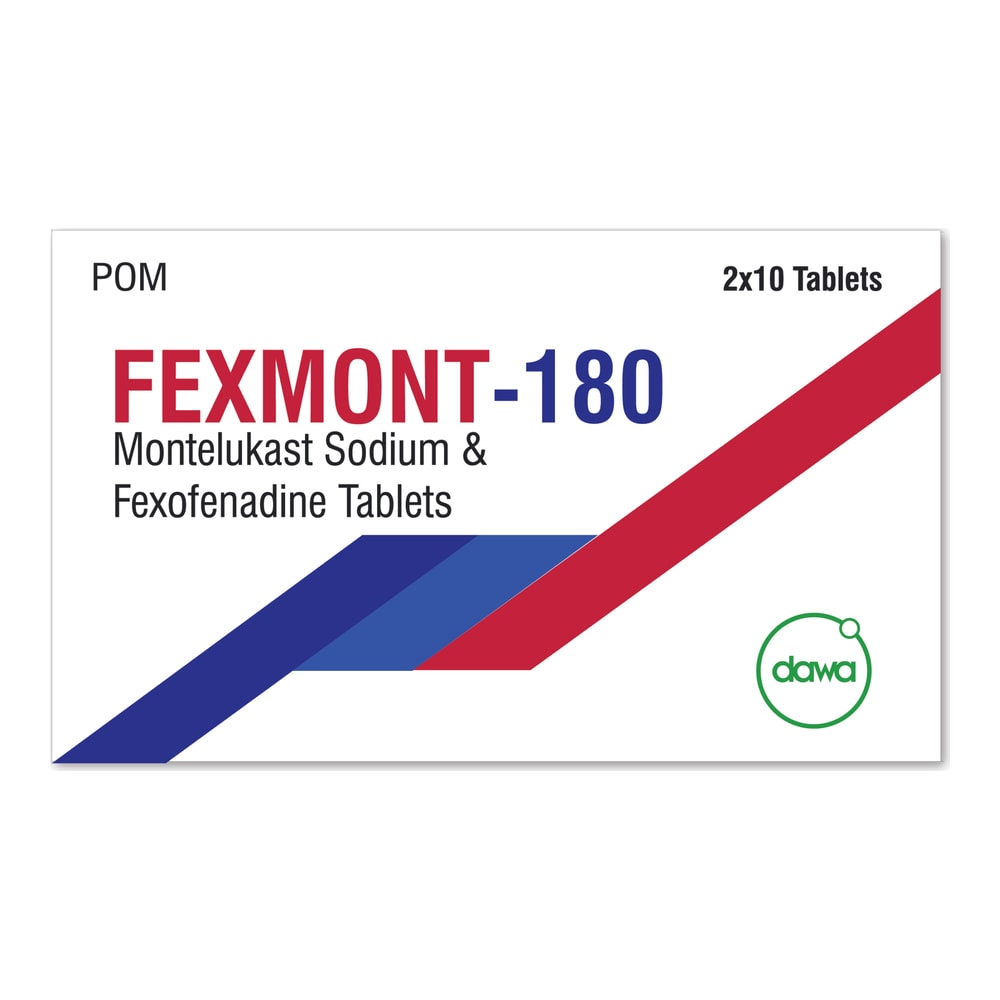 POM
2x10 Tablets
FEXMONT-180
Montelukast Sodium &
Fexofenadine Tablets
dawa